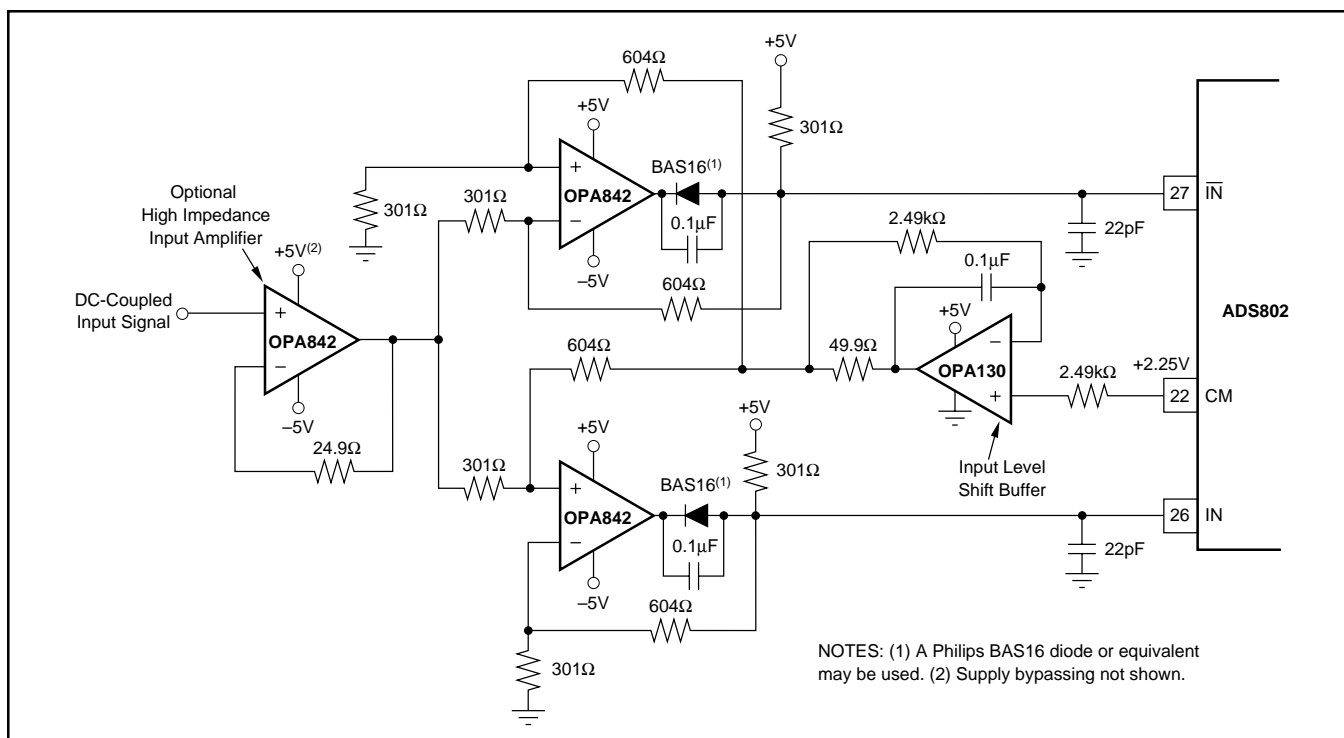 +5V
604Ω
+5V
301Ω
BAS16(1)
+
OPA842
–
0.1µF
–5V
604Ω
301Ω
301Ω
Optional
High Impedance
Input Amplifier
+5V(2)
DC-Coupled
Input Signal
+
OPA842
–
–5V
24.9Ω
27
IN
22pF
2.49kΩ
0.1µF
+5V
–
OPA130
+
49.9Ω
2.49kΩ
+2.25V
22
CM
ADS802
Input Level
Shift Buffer
604Ω
+5V
+5V
301Ω
301Ω
BAS16(1)
+
OPA842
–
0.1µF
–5V
604Ω
301Ω
26
IN
22pF
NOTES: (1) A Philips BAS16 diode or equivalent
may be used. (2) Supply bypassing not shown.